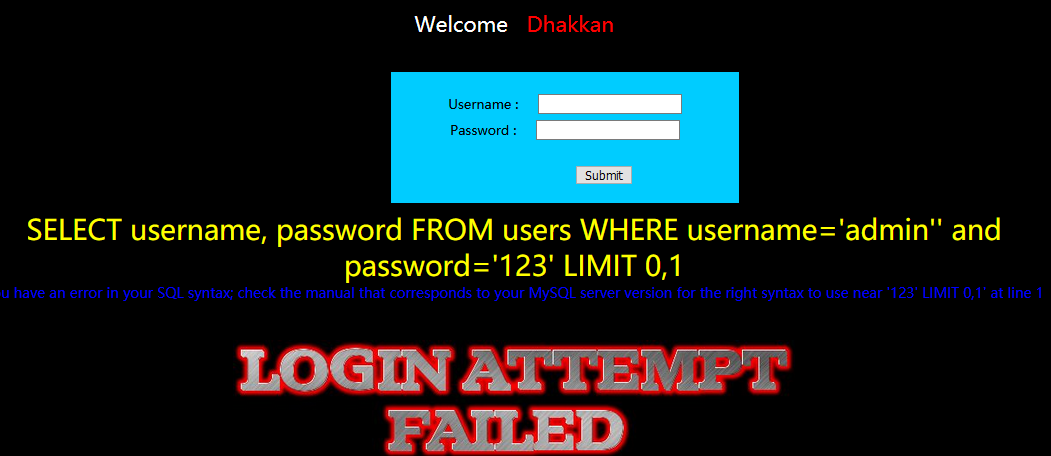 Welcome Dhakkan
Username :
Password :
Submit
SELECT username, password FROM users WHERE username='admin'' and
password='123' LIMIT 0,1
u have an error in your SQL syntax; check the manual that corresponds to your MySQL server version for the right syntax to use near '123' LIMIT 0,1' at line 1
LOGIN ATTEMPT
FAILED